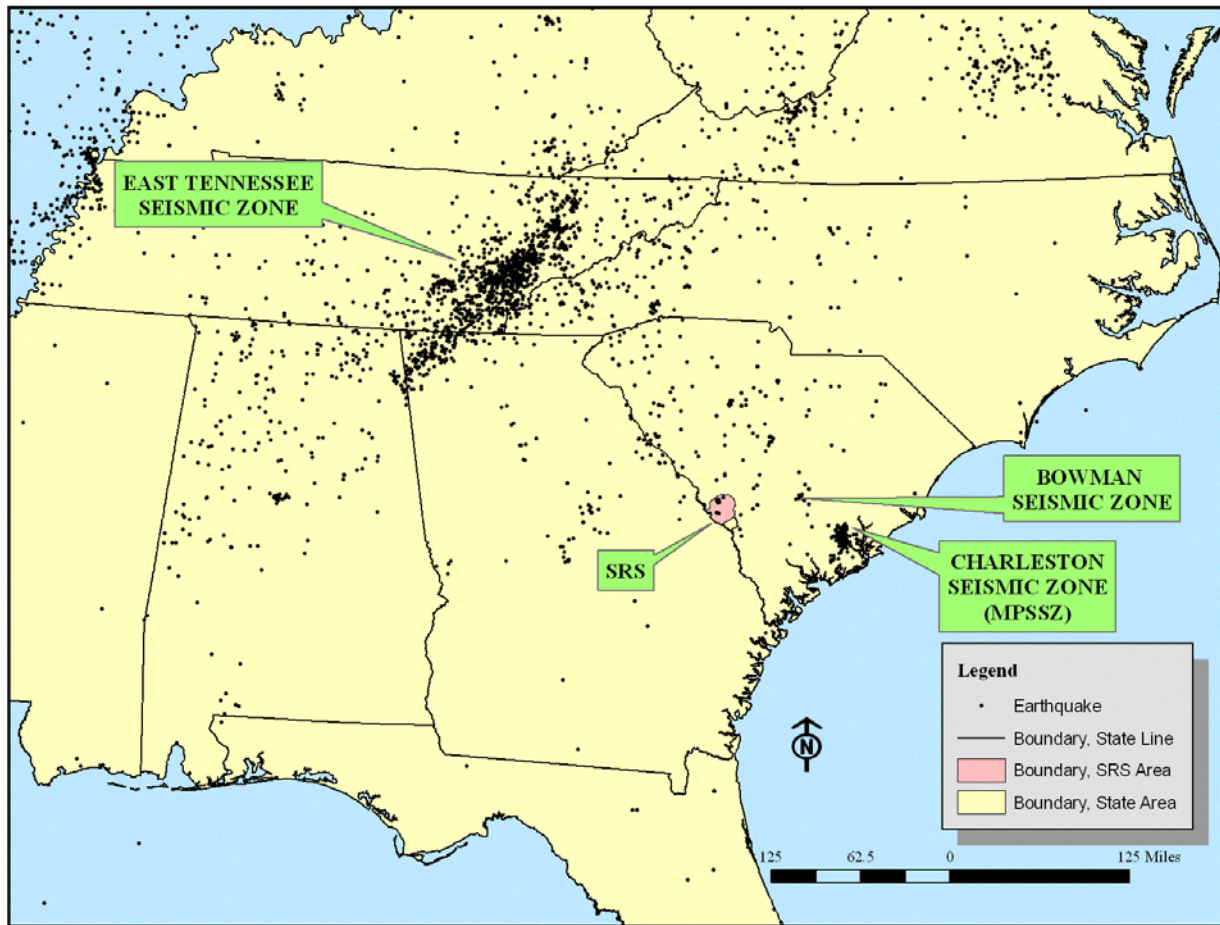 EAST TENNESSEE
SEISMIC ZONE
BOWMAN
SEISMIC ZONE
SRS
CHARLESTON
SEISMIC ZONE
(MPSSZ)
Legend
Earthquake
Boundary, State Line
Boundary, SRS Area
Boundary, State Area
N
125 62.5 0 125 Miles